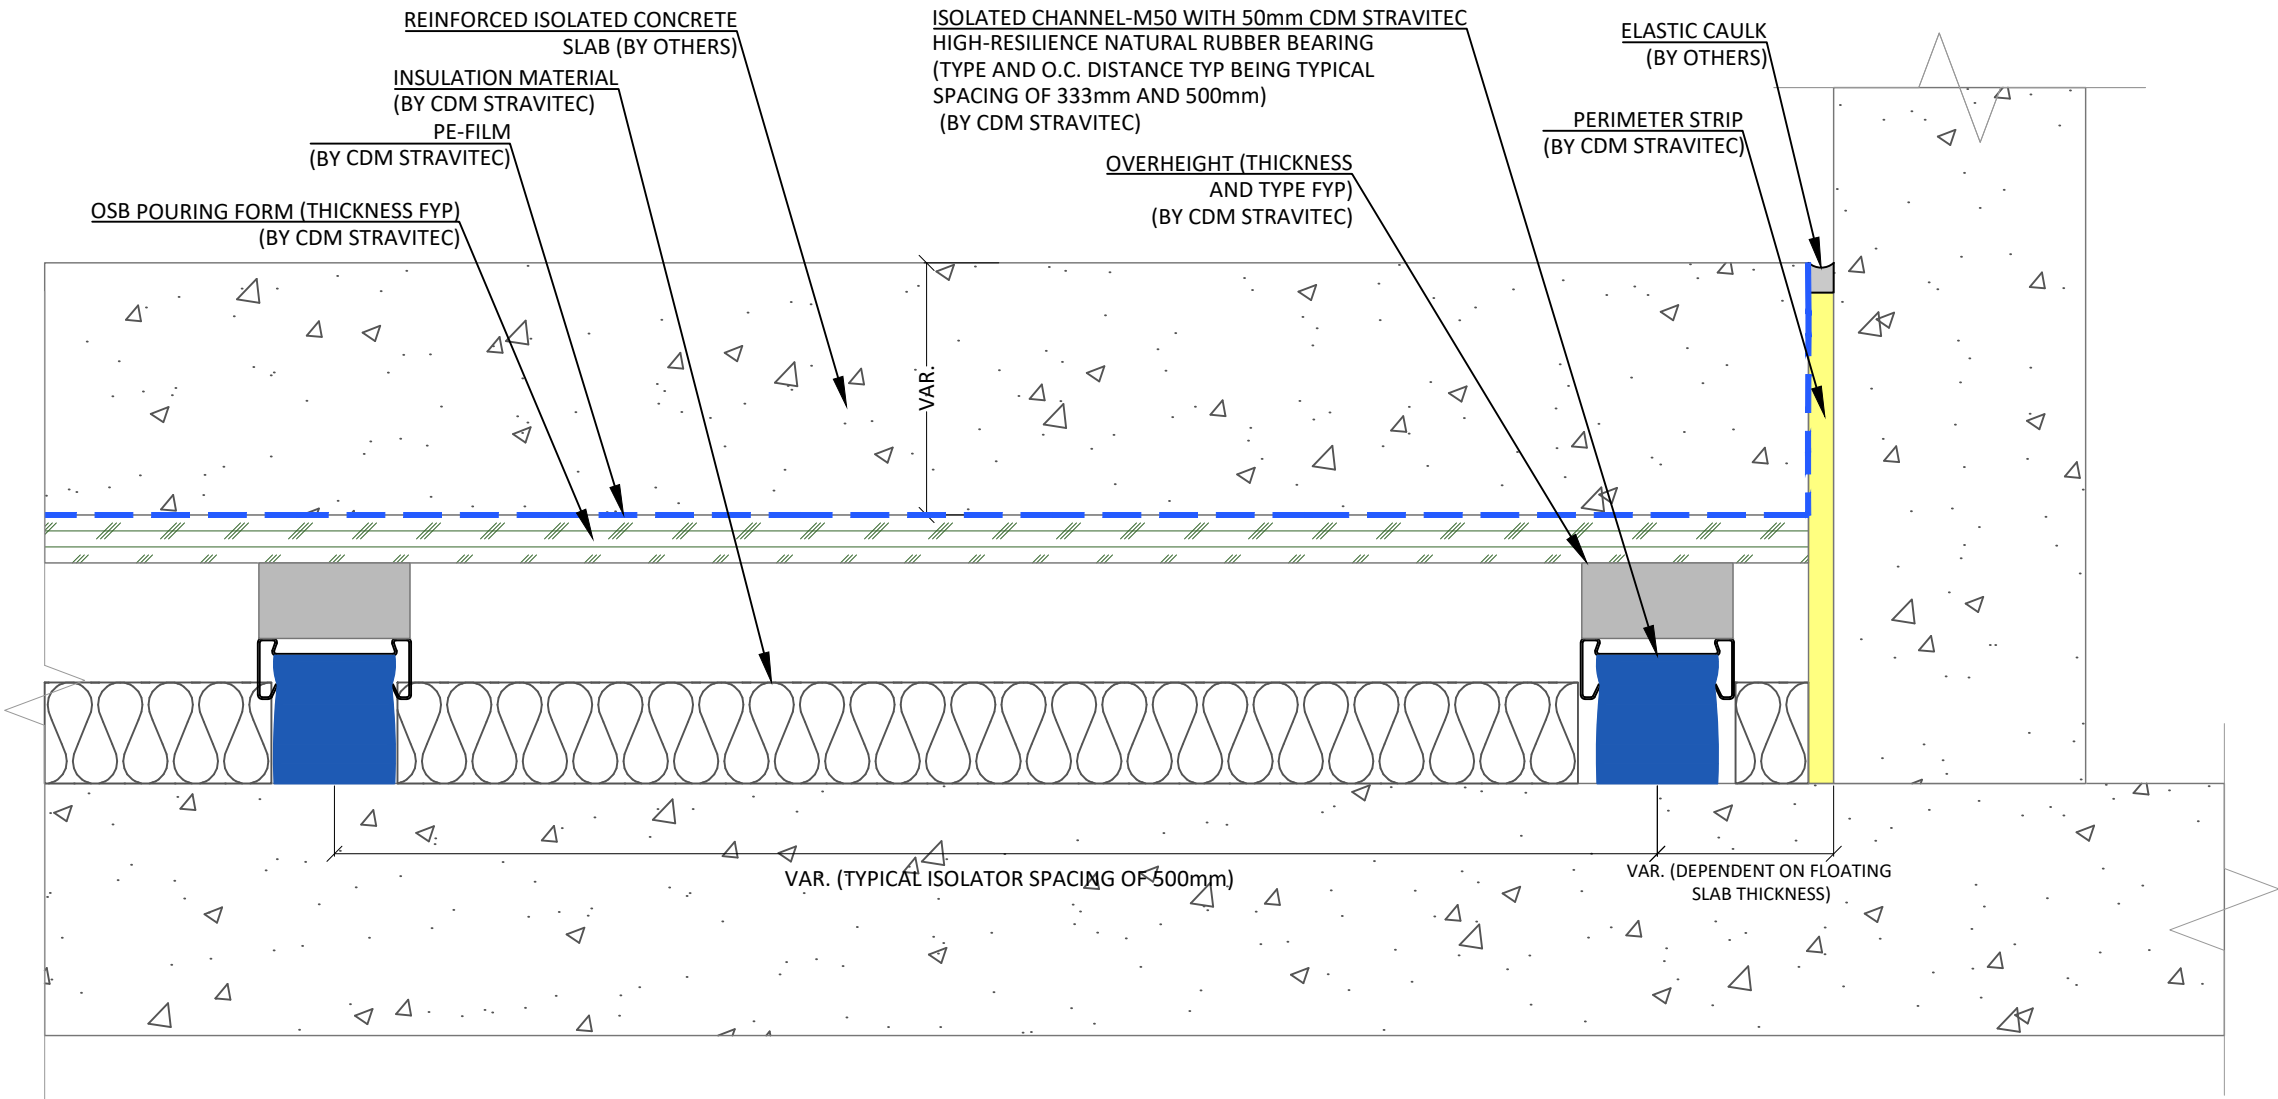 REINFORCED ISOLATED CONCRETE
SLAB (BY OTHERS)
INSULATION MATERIAL
(BY CDM STRAVITEC)
PE-FILM
(BY CDM STRAVITEC)
OSB POURING FORM (THICKNESS FYP)
(BY CDM STRAVITEC)
ISOLATED CHANNEL-M50 WITH 50mm CDM STRAVITEC
HIGH-RESILIENCE NATURAL RUBBER BEARING
(TYPE AND O.C. DISTANCE TYP BEING TYPICAL
SPACING OF 333mm AND 500mm)
(BY CDM STRAVITEC)
OVERHEIGHT (THICKNESS
AND TYPE FYP)
(BY CDM STRAVITEC)
ELASTIC CAULK
(BY OTHERS)
PERIMETER STRIP
(BY CDM STRAVITEC)
VAR.
VAR. (TYPICAL ISOLATOR SPACING OF 500mm)
VAR. (DEPENDENT ON FLOATING
SLAB THICKNESS)